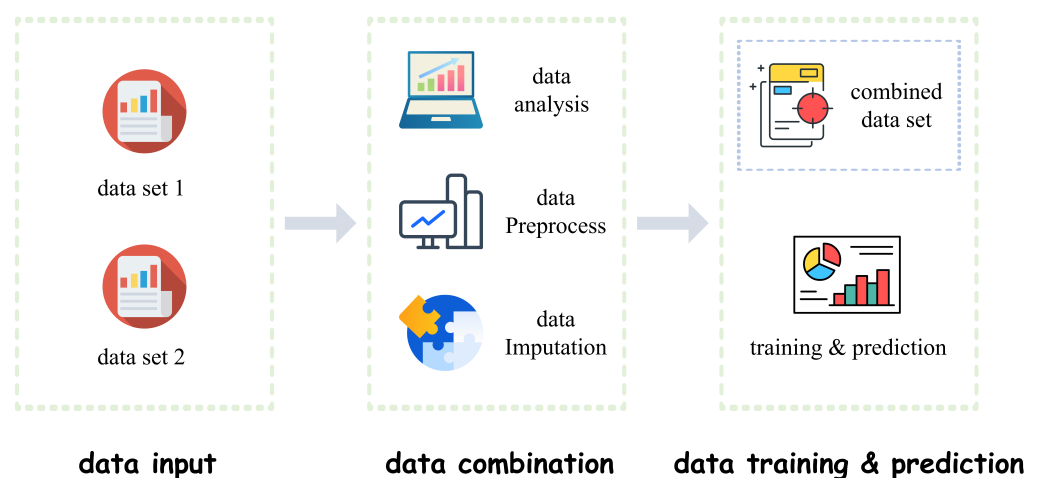 data set 1
data set 2
data input
data
analysis
data
Preprocess
data
Imputation
data combination
combined
data set
training & prediction
data training & prediction